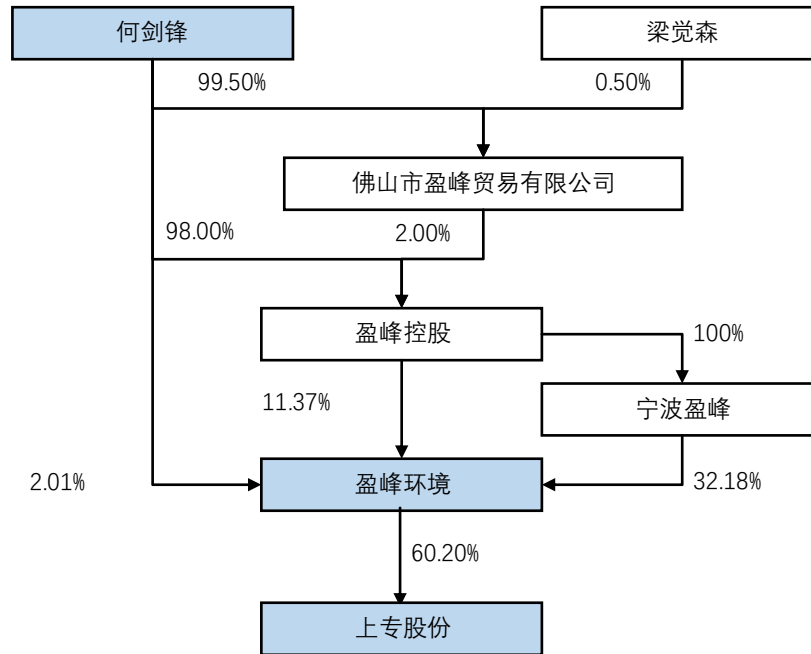 何剑锋
梁觉森
99.50%
0.50%
佛山市盈峰贸易有限公司
98.00%
2.00%
盈峰控股
100%
11.37%
宁波盈峰
2.01%
盈峰环境
32.18%
60.20%
上专股份